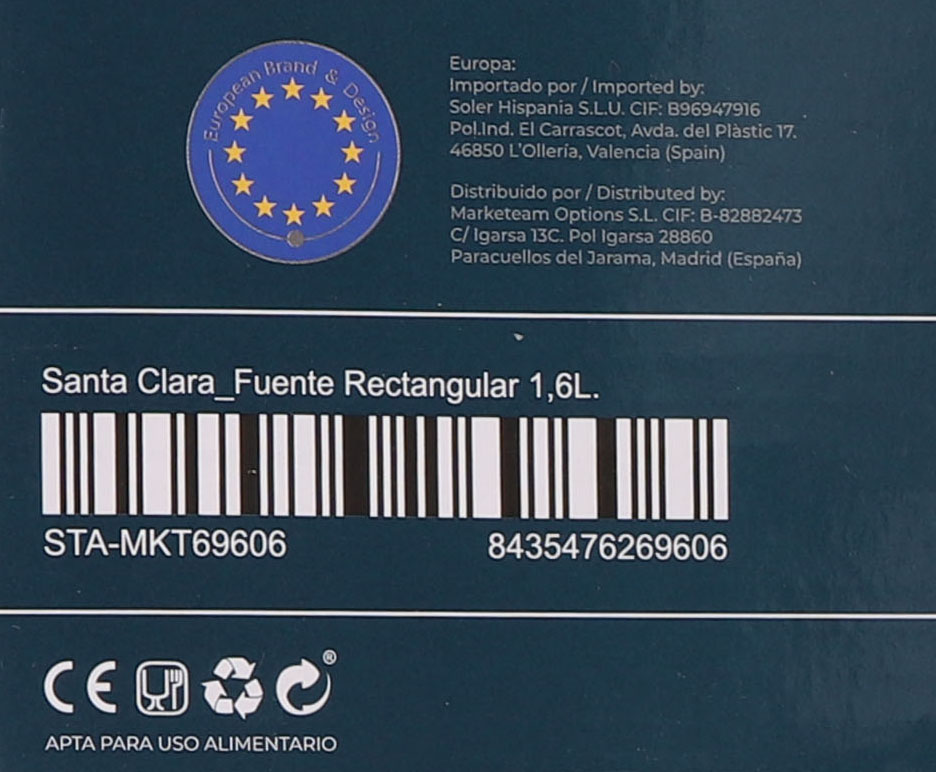 European Brand & Design
Europa:
Importado por / Imported by:
Soler Hispania S.L.U. CIF: B96947916
Pol.Ind. El Carrascot, Avda. del Plàstic 17.
46850 L'Ollería, Valencia (Spain)
Distribuido por / Distributed by:
Marketeam Options S.L. CIF: B-82882473
C/ Igarsa 13C. Pol Igarsa 28860
Paracuellos del Jarama, Madrid (España)
Santa Clara_Fuente Rectangular 1,6L.
STA-MKT69606 8435476269606
CE ®
APTA PARA USO ALIMENTARIO